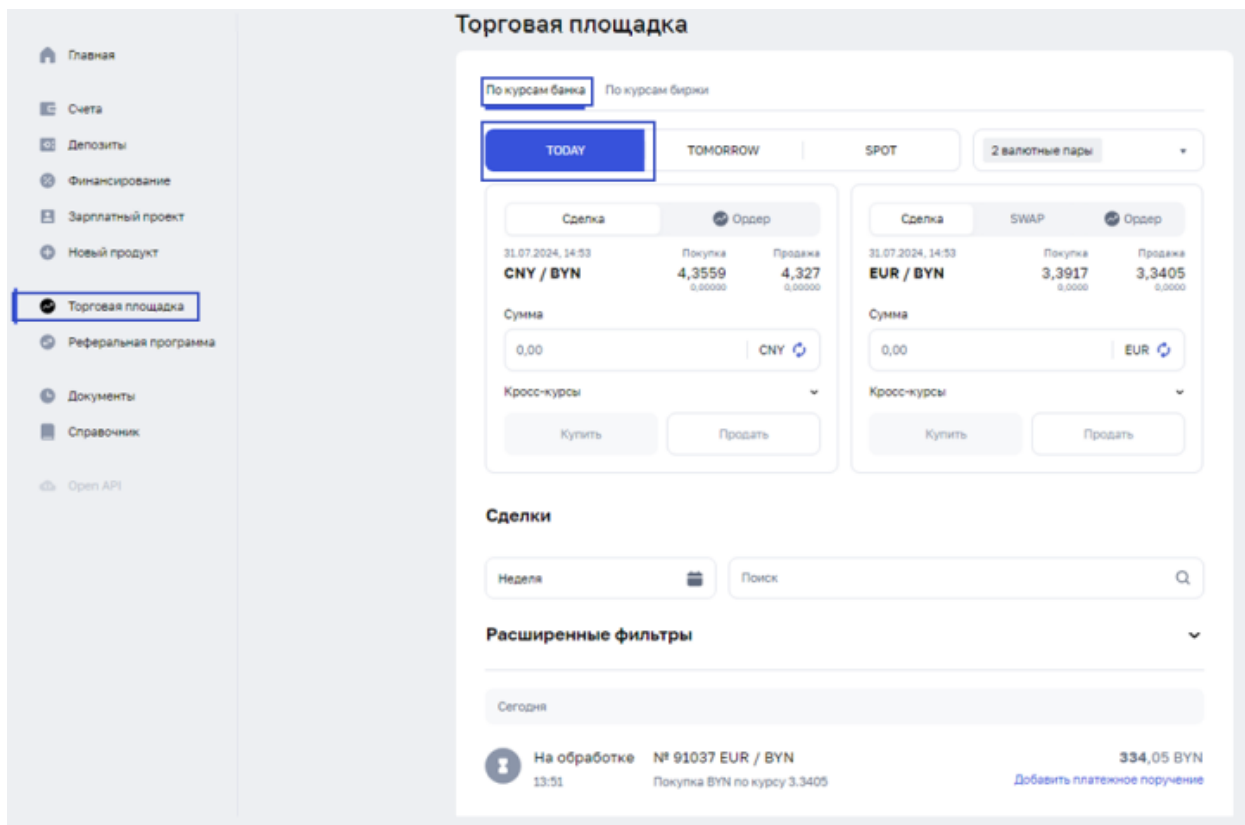 Торговая площадка
Главная
Счета
Депозиты
Финансирование
Зарплатный проект
Новый продукт
Торговая площадка
Реферальная программа
Документы
Справочник
Open API
По курсам банка По курсам биржи
TODAY TOMORROW SPOT 2 валютные пары
Сделка Ордер
31.07.2024, 14:53 Покупка Продажа
CNY / BYN 4,3559 4,327
0,00000 0,00000
Сумма
0,00 CNY
Кросс-курсы
Купить Продать
Сделка SWAP Ордер
31.07.2024, 14:53 Покупка Продажа
EUR / BYN 3,3917 3,3405
0,0000 0,0000
Сумма
0,00 EUR
Кросс-курсы
Купить Продать
Сделки
Неделя Поиск
Расширенные фильтры
Сегодня
На обработке № 91037 EUR / BYN 334,05 BYN
13:51 Покупка BYN по курсу 3.3405 Добавить платежное поручение